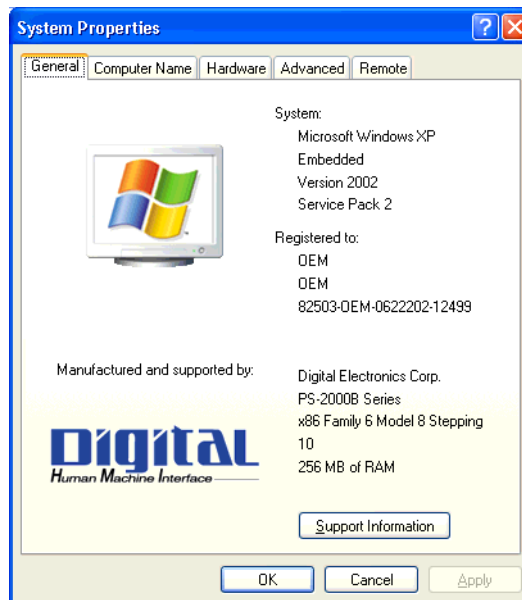 System Properties
General
Computer Name
Hardware
Advanced
Remote
System:
Microsoft Windows XP
Embedded
Version 2002
Service Pack 2
Registered to:
OEM
OEM
82503-OEM-0622202-12499
Manufactured and supported by:
Digital Electronics Corp.
PS-2000B Series
x86 Family 6 Model 8 Stepping
10
256 MB of RAM
Digital
Human Machine Interface
Support Information
OK
Cancel
Apply